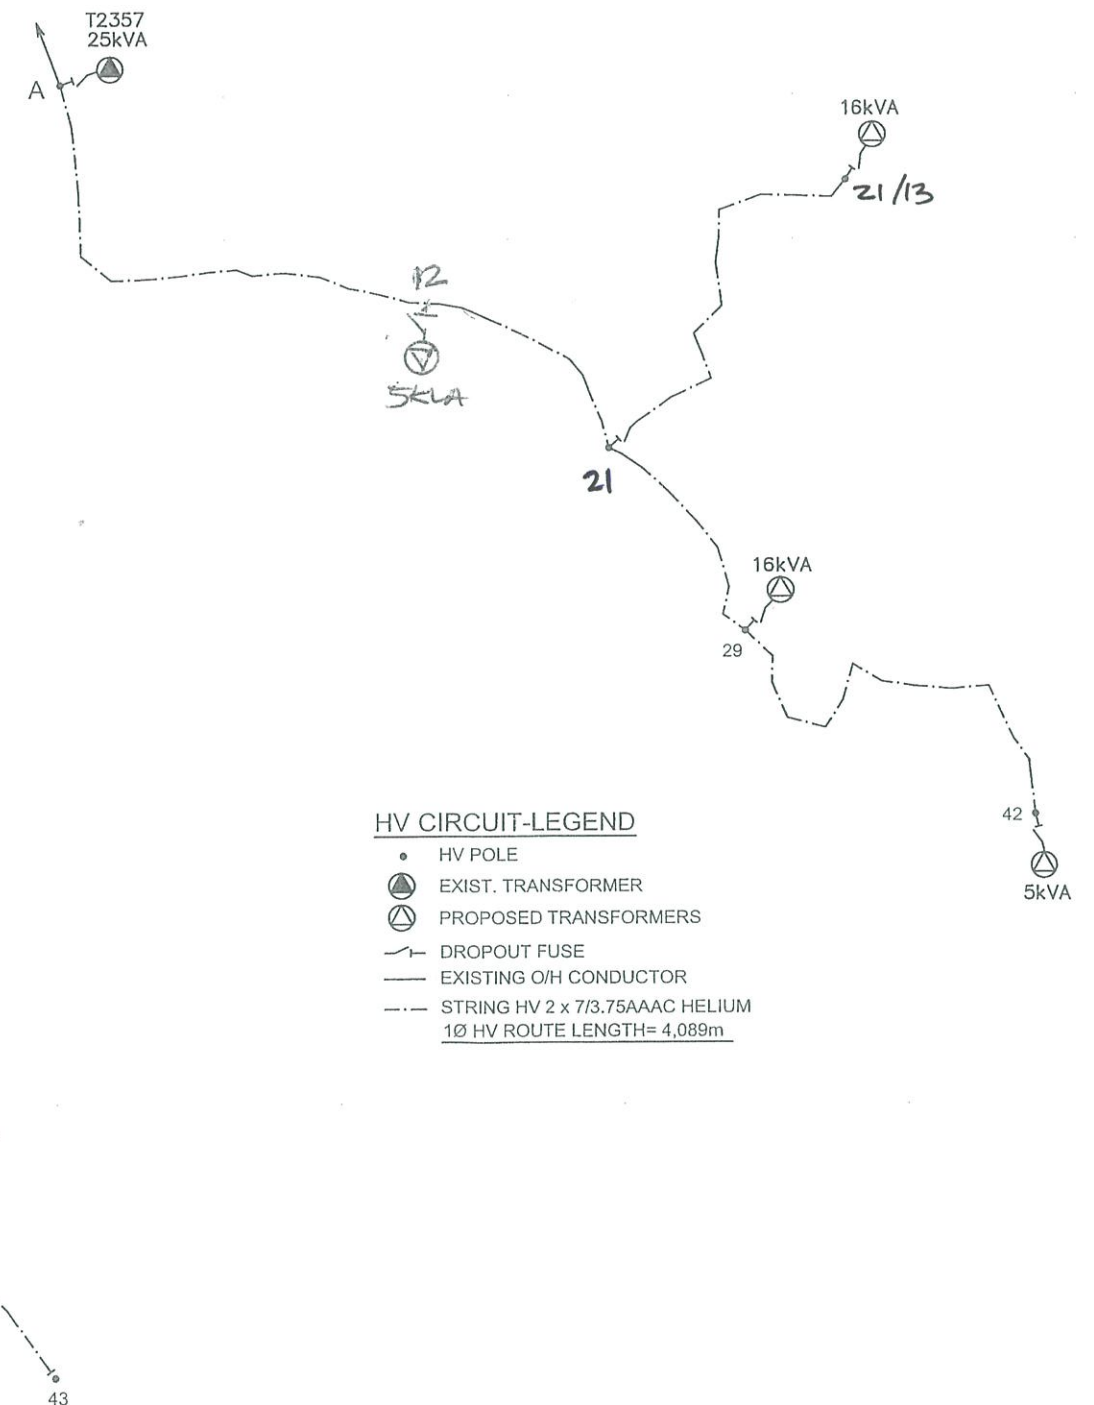 T2357
25kVA
A
16kVA
21/13
12
5kVA
21
16kVA
29
42
5kVA
HV CIRCUIT-LEGEND
HV POLE
EXIST. TRANSFORMER
PROPOSED TRANSFORMERS
DROPOUT FUSE
EXISTING O/H CONDUCTOR
STRING HV 2 x 7/3.75AAAC HELIUM
1Ø HV ROUTE LENGTH= 4,089m
43